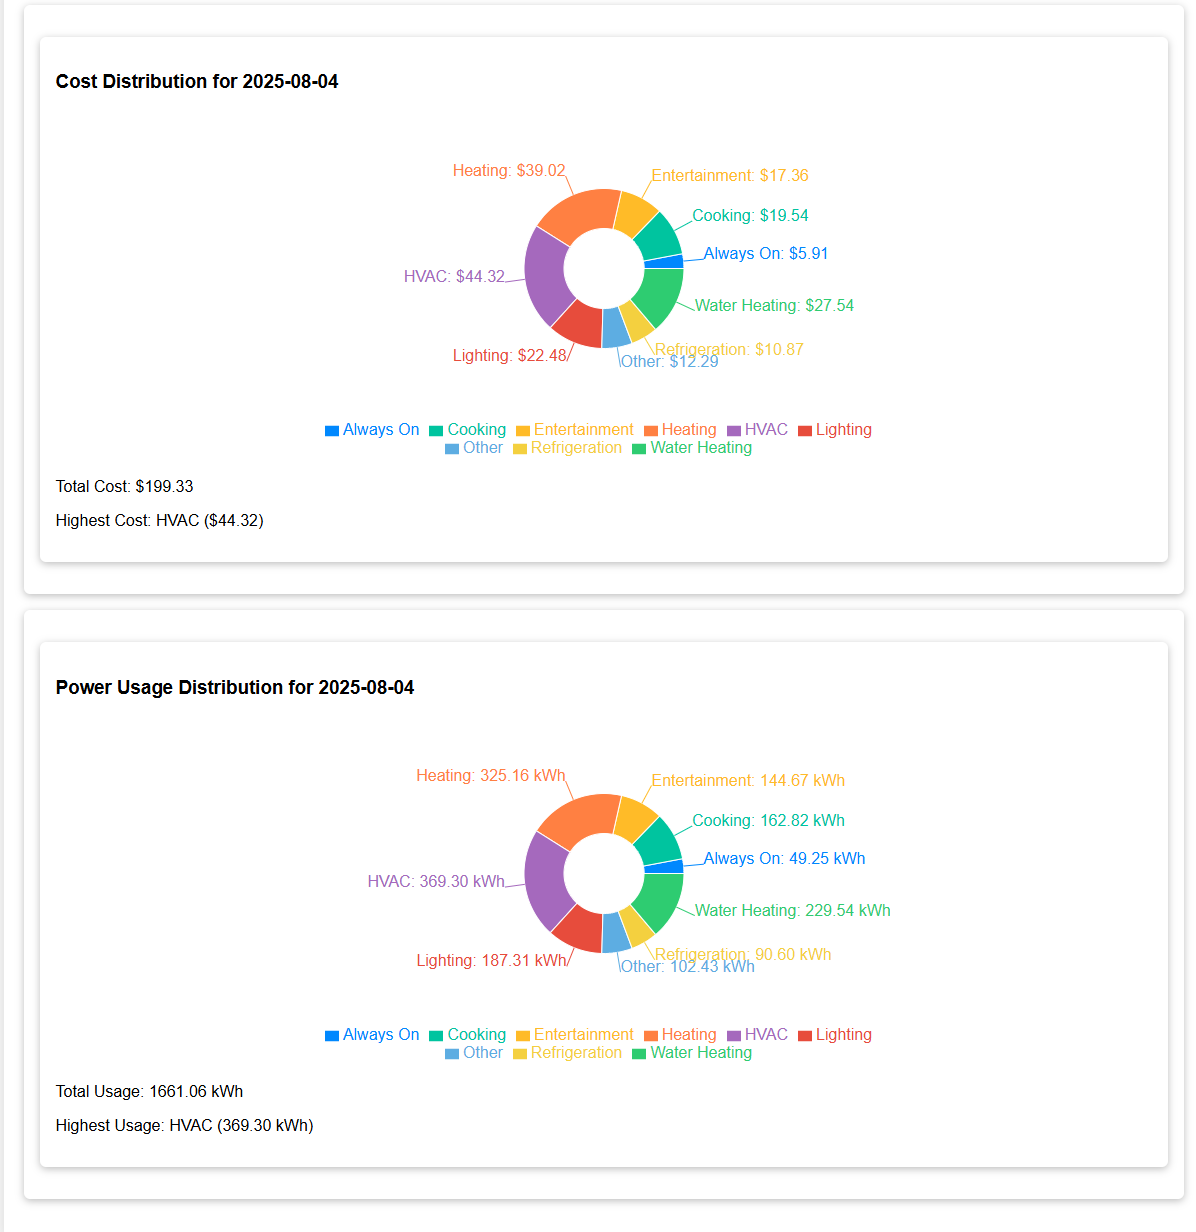 Cost Distribution for 2025-08-04
Heating: $39.02
Entertainment: $17.36
Cooking: $19.54
Always On: $5.91
HVAC: $44.32
Water Heating: $27.54
Refrigeration: $10.87
Lighting: $22.48
Other: $12.29
Always On Cooking Entertainment Heating HVAC Lighting
Other Refrigeration Water Heating
Total Cost: $199.33
Highest Cost: HVAC ($44.32)
Power Usage Distribution for 2025-08-04
Heating: 325.16 kWh
Entertainment: 144.67 kWh
Cooking: 162.82 kWh
Always On: 49.25 kWh
HVAC: 369.30 kWh
Water Heating: 229.54 kWh
Refrigeration: 90.60 kWh
Lighting: 187.31 kWh
Other: 102.43 kWh
Always On Cooking Entertainment Heating HVAC Lighting
Other Refrigeration Water Heating
Total Usage: 1661.06 kWh
Highest Usage: HVAC (369.30 kWh)